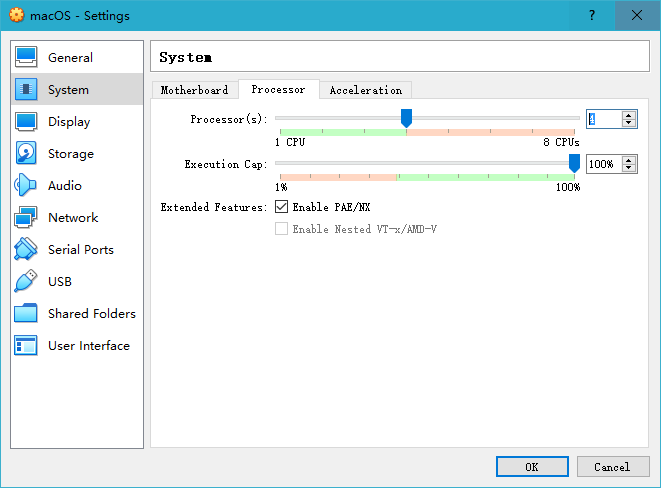 macOS - Settings
General
System
Display
Storage
Audio
Network
Serial Ports
USB
Shared Folders
User Interface
System
Motherboard Processor Acceleration
Processor(s): 4
1 CPU 8 CPUs
Execution Cap: 100%
1% 100%
Extended Features: Enable PAE/NX
Enable Nested VT-x/AMD-V
OK Cancel